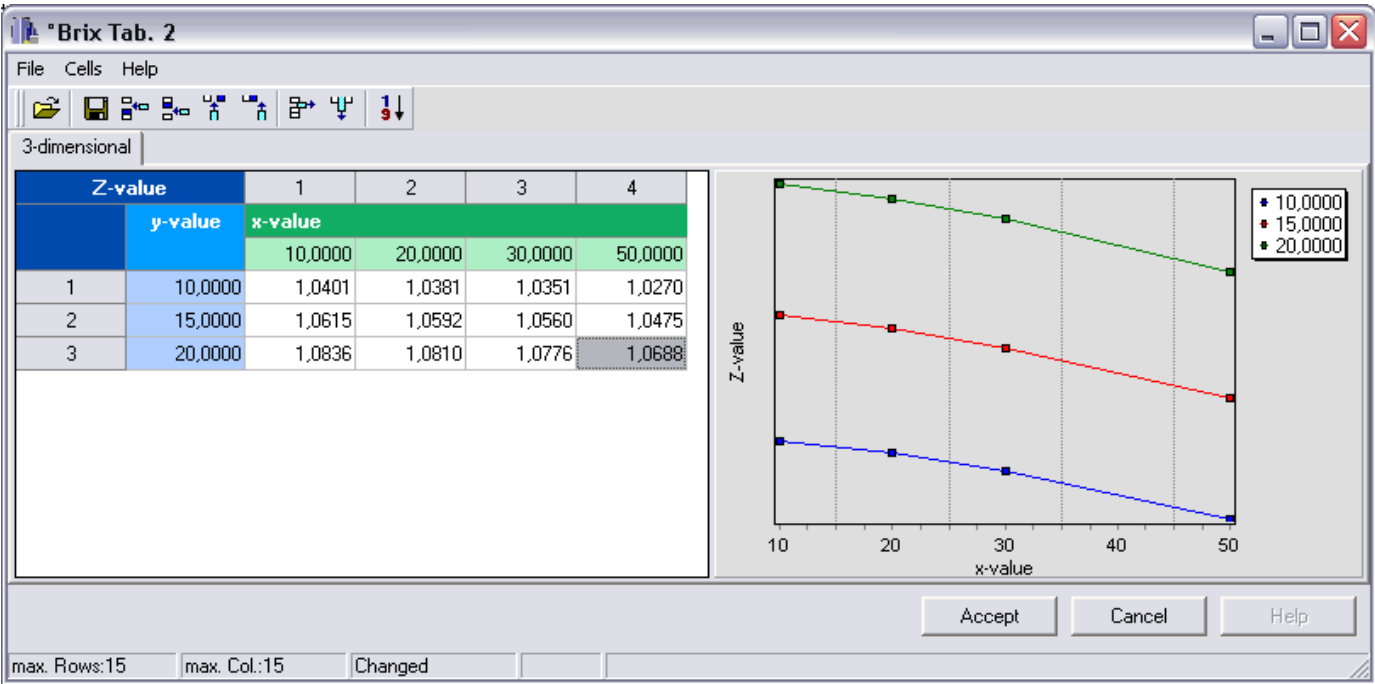 °Brix Tab. 2
File Cells Help
3-dimensional
Z-value 1 2 3 4
y-value x-value
10,0000 20,0000 30,0000 50,0000
1 10,0000 1,0401 1,0381 1,0351 1,0270
2 15,0000 1,0615 1,0592 1,0560 1,0475
3 20,0000 1,0836 1,0810 1,0776 1,0688
Z-value
10,0000
15,0000
20,0000
10 20 30 40 50
x-value
Accept Cancel Help
max. Rows:15 max. Col.:15 Changed